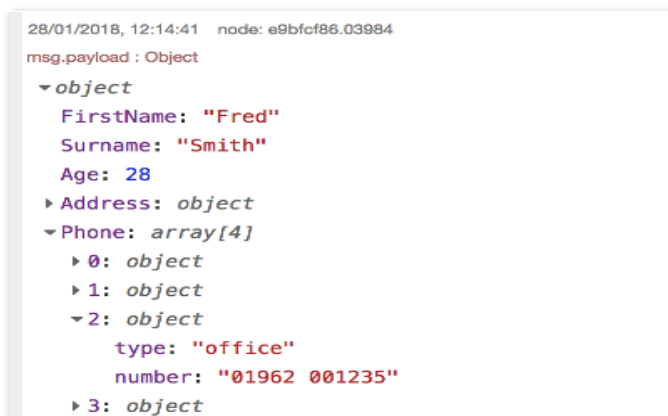 28/01/2018, 12:14:41 node: e9bfcf86.03984
msg.payload : Object
object
FirstName: "Fred"
Surname: "Smith"
Age: 28
Address: object
Phone: array[4]
0: object
1: object
2: object
type: "office"
number: "01962 001235"
3: object